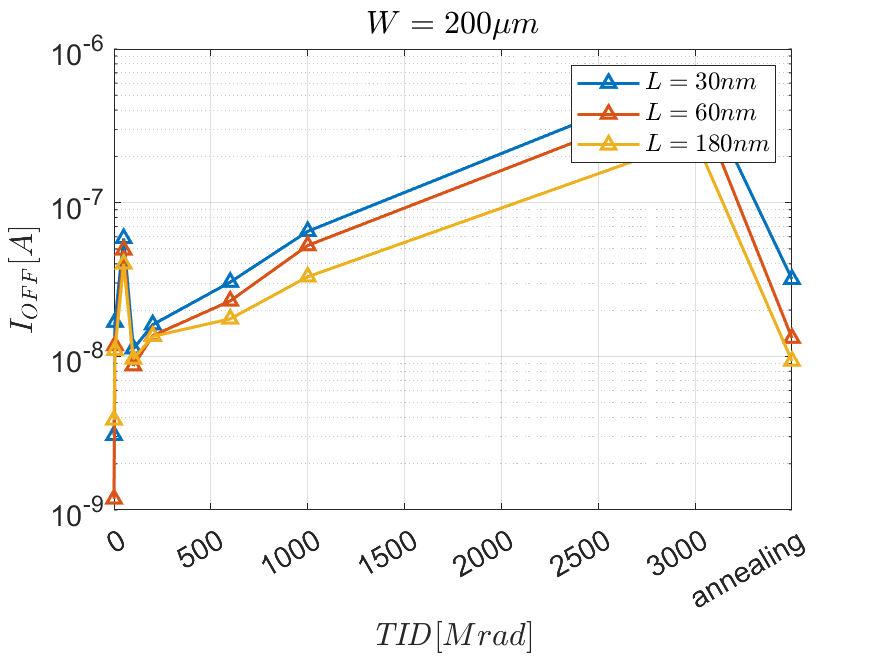 W = 200μm
10^-6
10^-7
10^-8
10^-9
I_OFF[A]
L = 30nm
L = 60nm
L = 180nm
0
500
1000
1500
2000
2500
3000
annealing
TID[Mrad]